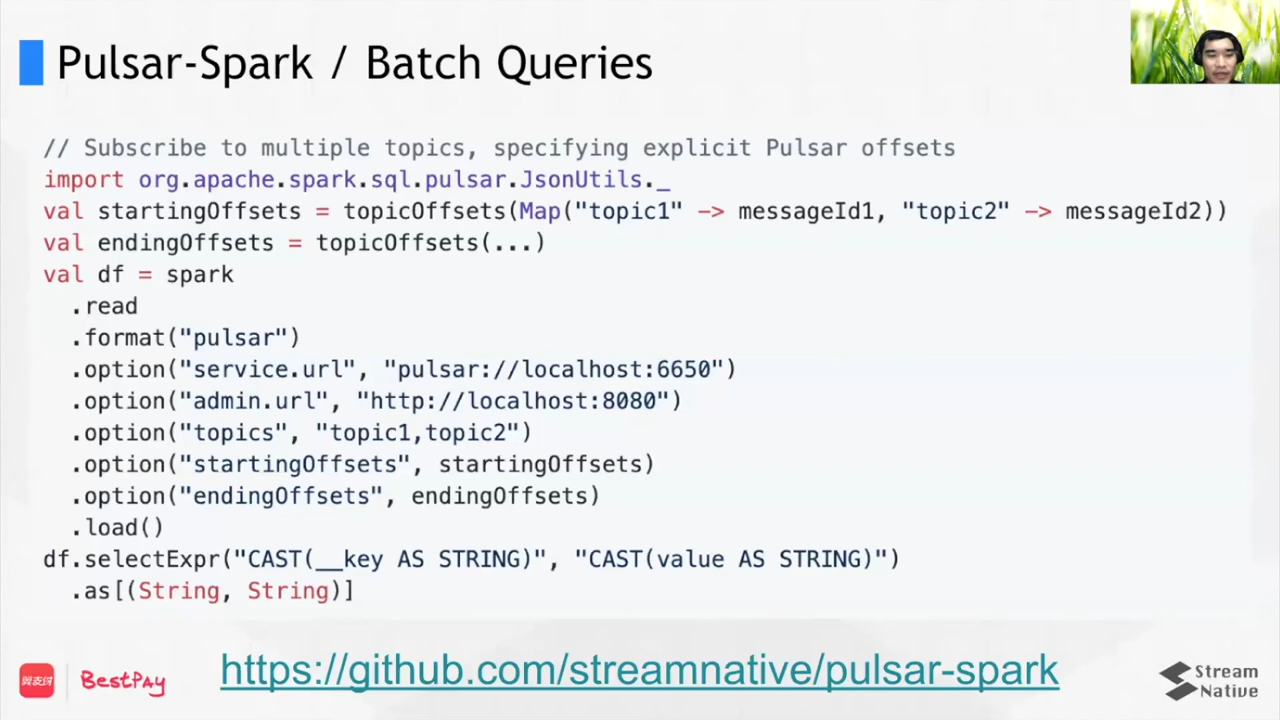 Pulsar-Spark / Batch Queries
// Subscribe to multiple topics, specifying explicit Pulsar offsets
import org.apache.spark.sql.pulsar.JsonUtils._
val startingOffsets = topicOffsets(Map("topic1" -> messageId1, "topic2" -> messageId2))
val endingOffsets = topicOffsets(...)
val df = spark
  .read
  .format("pulsar")
  .option("service.url", "pulsar://localhost:6650")
  .option("admin.url", "http://localhost:8080")
  .option("topics", "topic1,topic2")
  .option("startingOffsets", startingOffsets)
  .option("endingOffsets", endingOffsets)
  .load()
df.selectExpr("CAST(__key AS STRING)", "CAST(value AS STRING)")
  .as[(String, String)]
翼支付
BestPay
https://github.com/streamnative/pulsar-spark
Stream
Native